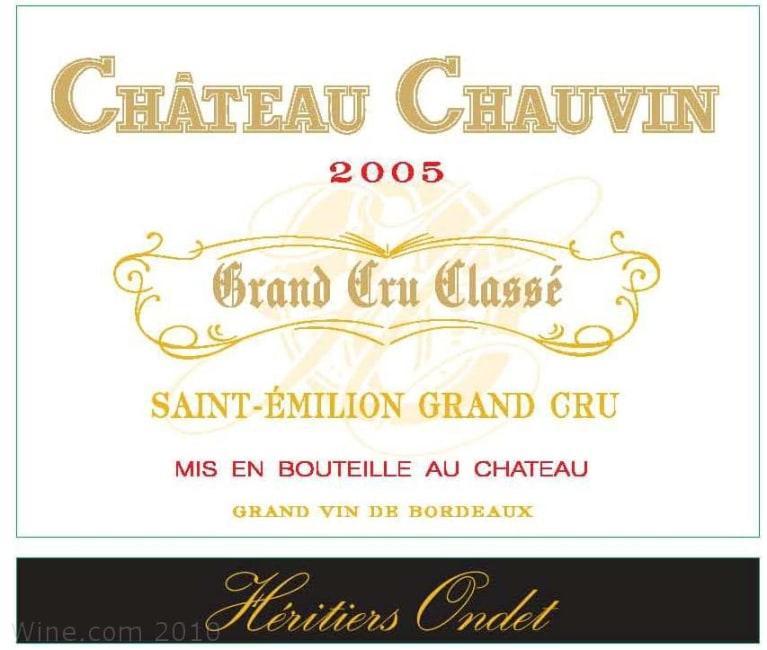 CHÂTEAU CHAUVIN
2005
Grand Cru Classé
SAINT-ÉMILION GRAND CRU
MIS EN BOUTEILLE AU CHATEAU
GRAND VIN DE BORDEAUX
Héritiers Ondet
Wine.com 2010